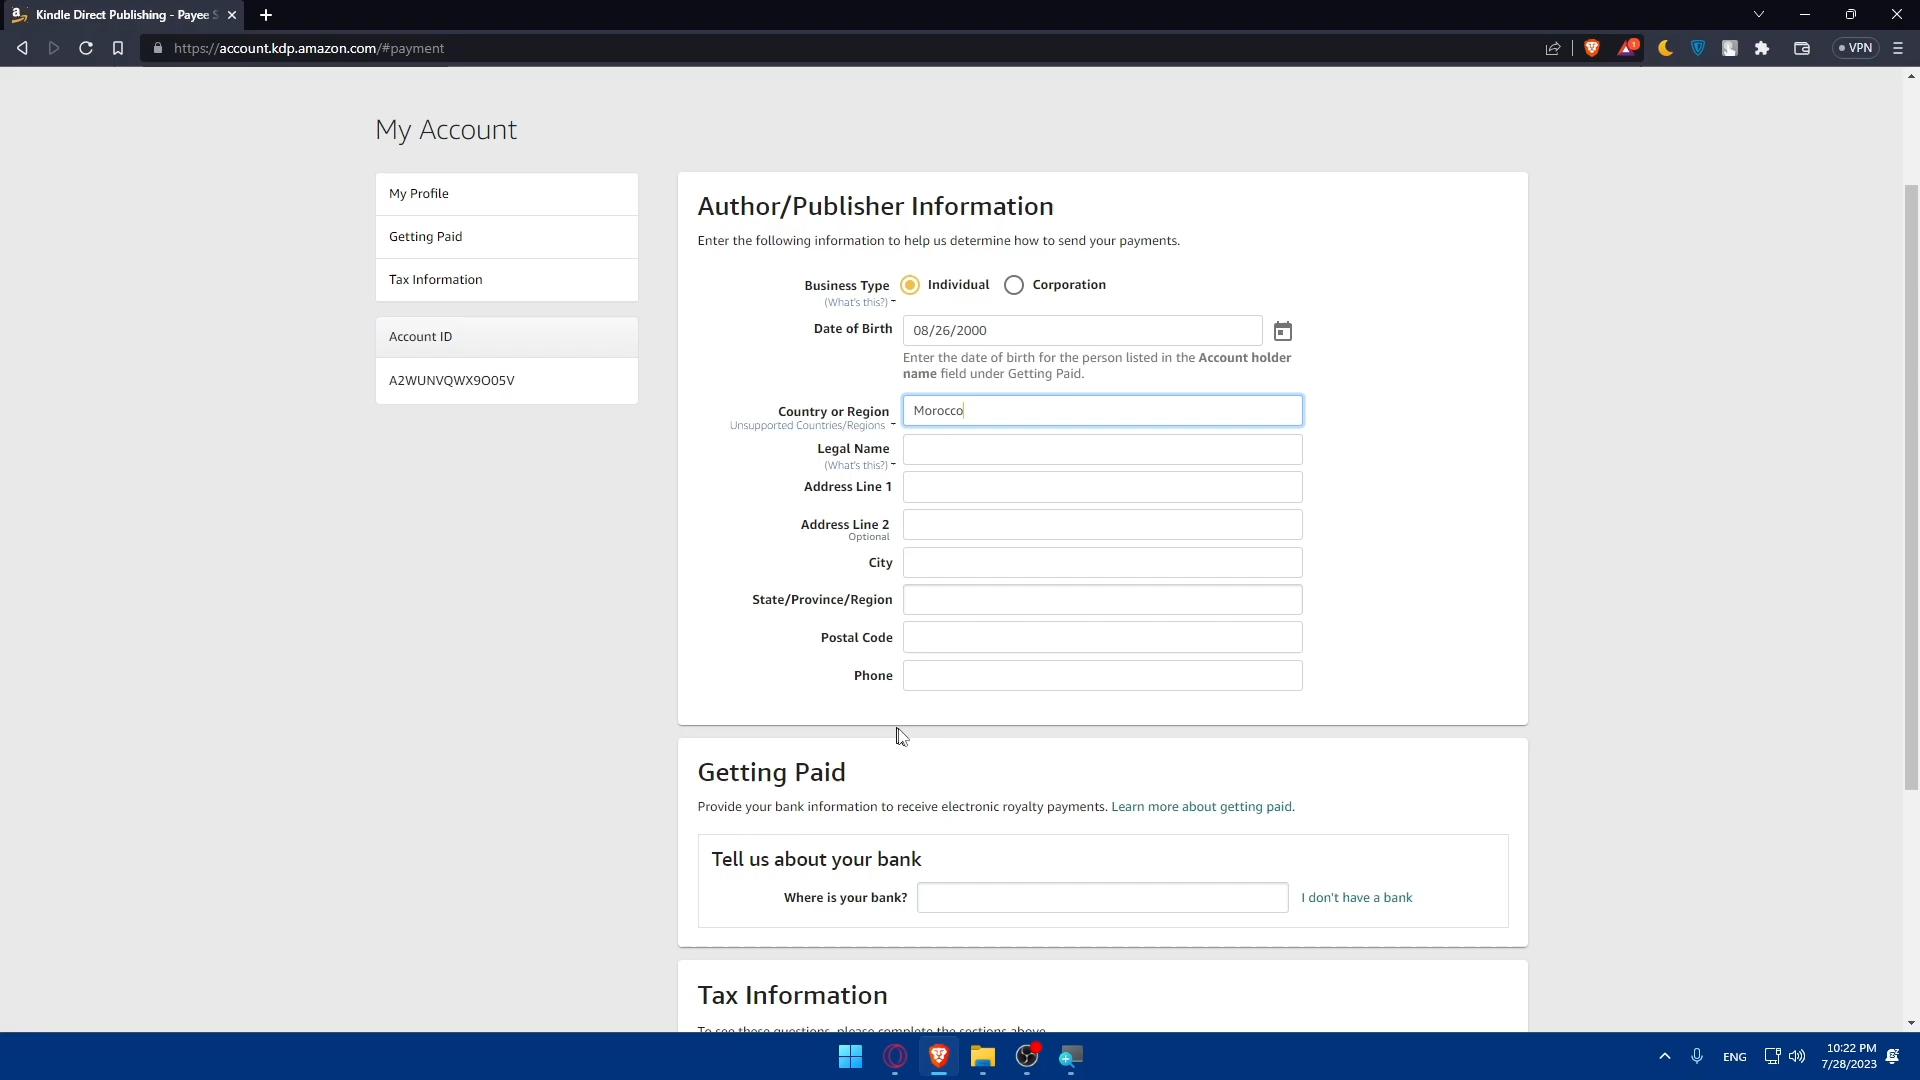 Kindle Direct Publishing - Payee S
https://account.kdp.amazon.com/#payment
1
VPN
My Account
My Profile
Getting Paid
Tax Information
Account ID
A2WUNVQWX9O05V
Author/Publisher Information
Enter the following information to help us determine how to send your payments.
Business Type
(What's this?)
Individual
Corporation
Date of Birth
08/26/2000
Enter the date of birth for the person listed in the Account holder
name field under Getting Paid.
Country or Region
Unsupported Countries/Regions
Morocco
Legal Name
(What's this?)
Address Line 1
Address Line 2
Optional
City
State/Province/Region
Postal Code
Phone
Getting Paid
Provide your bank information to receive electronic royalty payments. Learn more about getting paid.
Tell us about your bank
Where is your bank?
I don't have a bank
Tax Information
To see these questions, please complete the sections above.
ENG
10:22 PM
7/28/2023